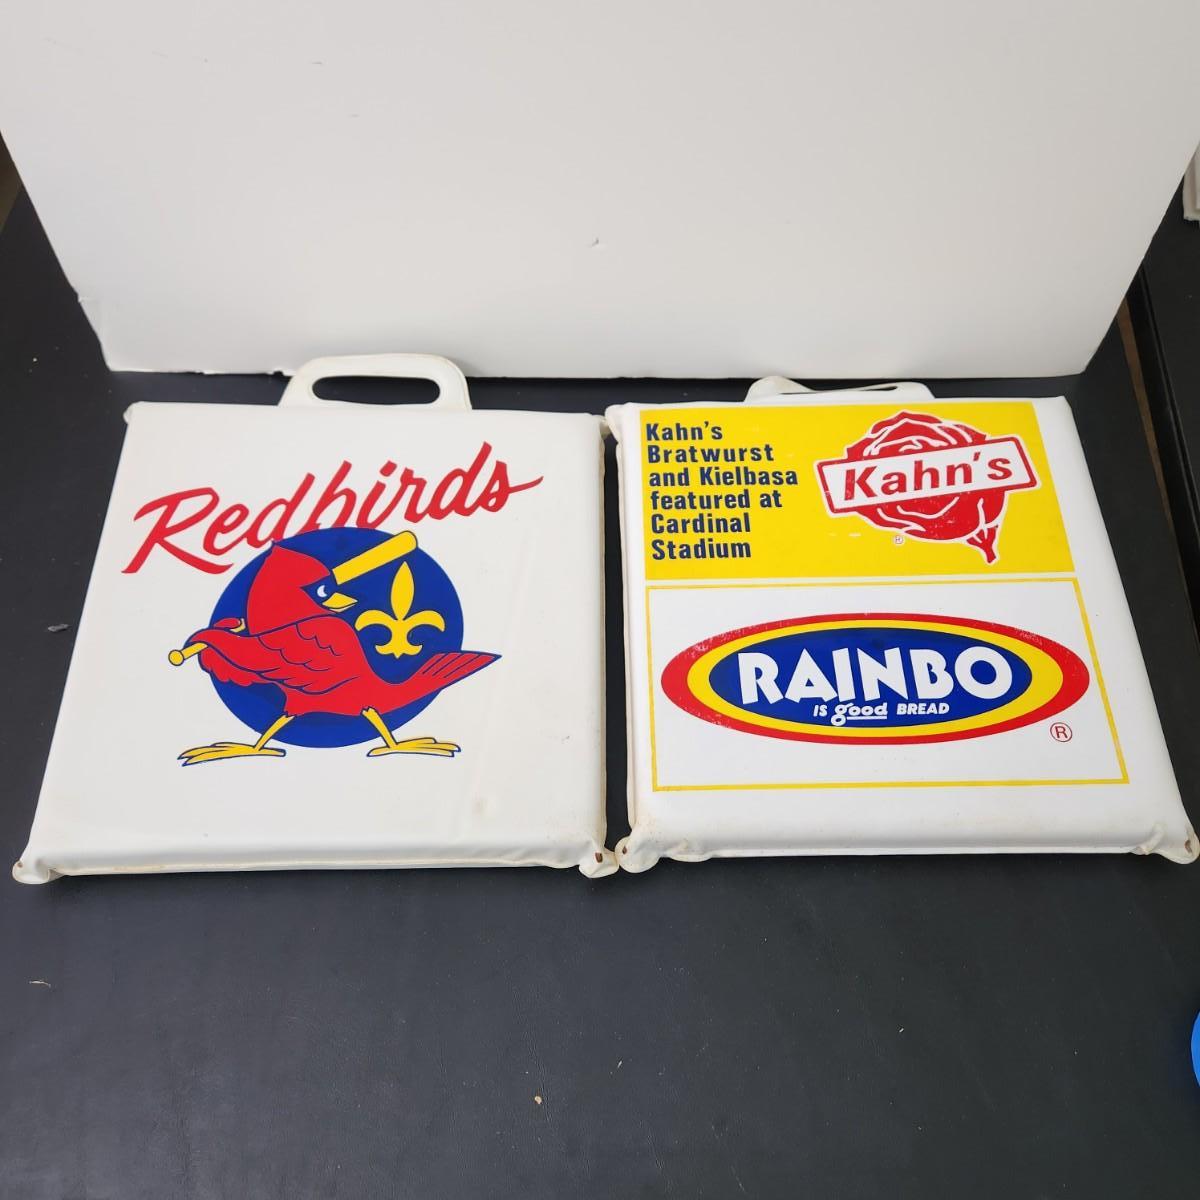 Redbirds
Kahn's
Bratwurst
and Kielbasa
featured at
Cardinal
Stadium
Kahn's
®
RAINBO
IS good BREAD
®